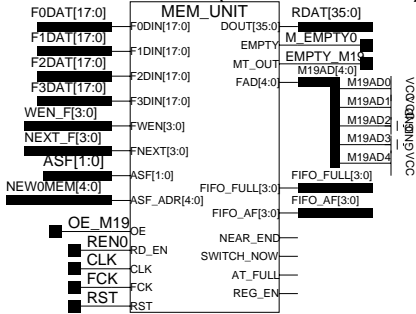 MEM_UNIT
F0DAT[17:0]
F1DAT[17:0]
F2DAT[17:0]
F3DAT[17:0]
WEN_F[3:0]
NEXT_F[3:0]
ASF[1:0]
NEW0MEM[4:0]
OE_M19
REN0
CLK
FCK
RST
F0DIN[17:0]
F1DIN[17:0]
F2DIN[17:0]
F3DIN[17:0]
FWEN[3:0]
FNEXT[3:0]
ASF[1:0]
ASF_ADR[4:0]
OE
RD_EN
CLK
FCK
RST
DOUT[35:0]
EMPTY
MT_OUT
FAD[4:0]
FIFO_FULL[3:0]
FIFO_AF[3:0]
NEAR_END
SWITCH_NOW
AT_FULL
REG_EN
RDAT[35:0]
M_EMPTY0
EMPTY_M19
M19AD[4:0]
M19AD0
M19AD1
M19AD2
M19AD3
M19AD4
FIFO_FULL[3:0]
FIFO_AF[3:0]
VCC
VCC